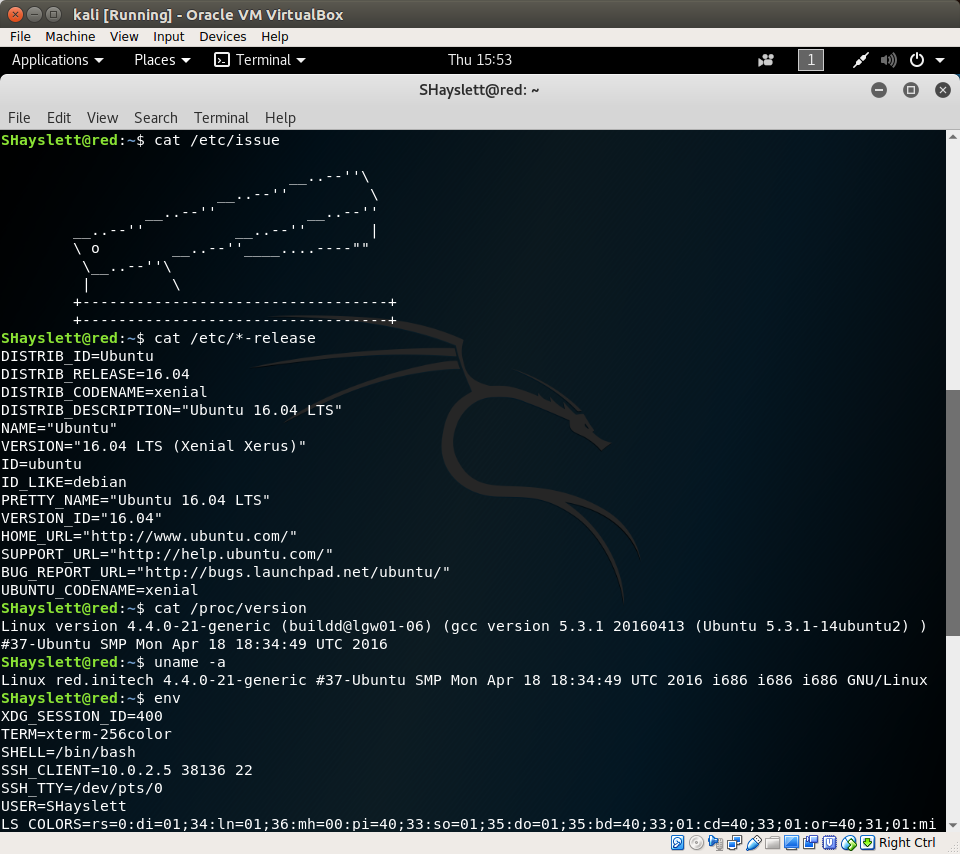 kali [Running] - Oracle VM VirtualBox
File Machine View Input Devices Help
Applications Places Terminal Thu 15:53 1
SHayslett@red: ~
File Edit View Search Terminal Help
SHayslett@red:~$ cat /etc/issue
                                __..--''\
                        __..--''         \
                __..--''          __..--''
        __..--''          __..--''       |
        \ o        __..--''____....----""
         \__..--''\
         |         \
        +----------------------------------+
        +----------------------------------+
SHayslett@red:~$ cat /etc/*-release
DISTRIB_ID=Ubuntu
DISTRIB_RELEASE=16.04
DISTRIB_CODENAME=xenial
DISTRIB_DESCRIPTION="Ubuntu 16.04 LTS"
NAME="Ubuntu"
VERSION="16.04 LTS (Xenial Xerus)"
ID=ubuntu
ID_LIKE=debian
PRETTY_NAME="Ubuntu 16.04 LTS"
VERSION_ID="16.04"
HOME_URL="http://www.ubuntu.com/"
SUPPORT_URL="http://help.ubuntu.com/"
BUG_REPORT_URL="http://bugs.launchpad.net/ubuntu/"
UBUNTU_CODENAME=xenial
SHayslett@red:~$ cat /proc/version
Linux version 4.4.0-21-generic (buildd@lgw01-06) (gcc version 5.3.1 20160413 (Ubuntu 5.3.1-14ubuntu2) )
#37-Ubuntu SMP Mon Apr 18 18:34:49 UTC 2016
SHayslett@red:~$ uname -a
Linux red.initech 4.4.0-21-generic #37-Ubuntu SMP Mon Apr 18 18:34:49 UTC 2016 i686 i686 i686 GNU/Linux
SHayslett@red:~$ env
XDG_SESSION_ID=400
TERM=xterm-256color
SHELL=/bin/bash
SSH_CLIENT=10.0.2.5 38136 22
SSH_TTY=/dev/pts/0
USER=SHayslett
LS_COLORS=rs=0:di=01;34:ln=01;36:mh=00:pi=40;33:so=01;35:do=01;35:bd=40;33;01:cd=40;33;01:or=40;31;01:mi
Right Ctrl